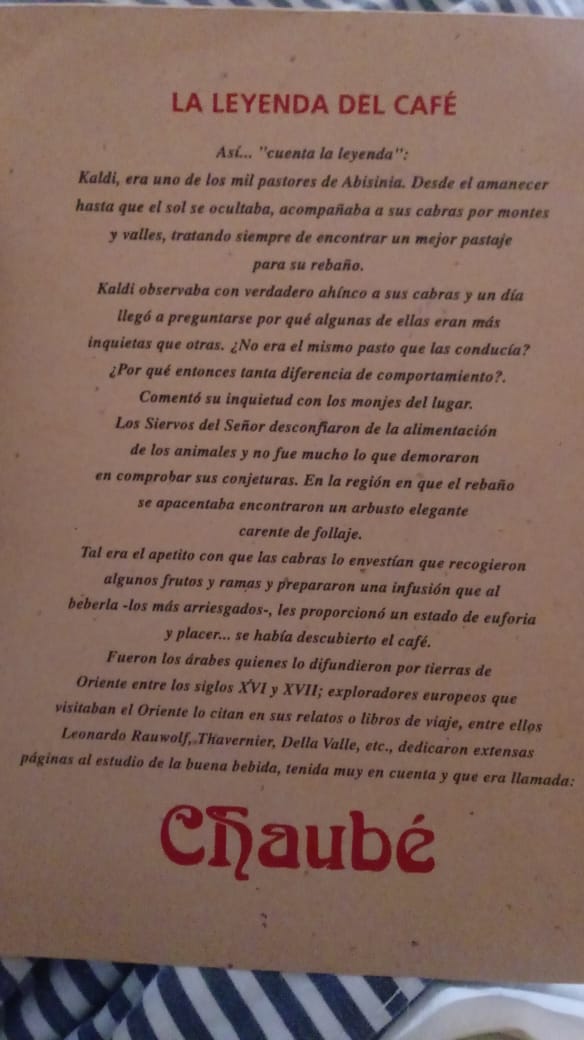 LA LEYENDA DEL CAFÉ
Así... "cuenta la leyenda":
Kaldi, era uno de los mil pastores de Abisinia. Desde el amanecer
hasta que el sol se ocultaba, acompañaba a sus cabras por montes
y valles, tratando siempre de encontrar un mejor pastaje
para su rebaño.
Kaldi observaba con verdadero ahínco a sus cabras y un día
llegó a preguntarse por qué algunas de ellas eran más
inquietas que otras. ¿No era el mismo pasto que las conducía?
¿Por qué entonces tanta diferencia de comportamiento?.
Comentó su inquietud con los monjes del lugar.
Los Siervos del Señor desconfiaron de la alimentación
de los animales y no fue mucho lo que demoraron
en comprobar sus conjeturas. En la región en que el rebaño
se apacentaba encontraron un arbusto elegante
carente de follaje.
Tal era el apetito con que las cabras lo envestían que recogieron
algunos frutos y ramas y prepararon una infusión que al
beberla -los más arriesgados-, les proporcionó un estado de euforia
y placer... se había descubierto el café.
Fueron los árabes quienes lo difundieron por tierras de
Oriente entre los siglos XVI y XVII; exploradores europeos que
visitaban el Oriente lo citan en sus relatos o libros de viaje, entre ellos
Leonardo Rauwolf, Thavernier, Della Valle, etc., dedicaron extensas
páginas al estudio de la buena bebida, tenida muy en cuenta y que era llamada:
Chaubé